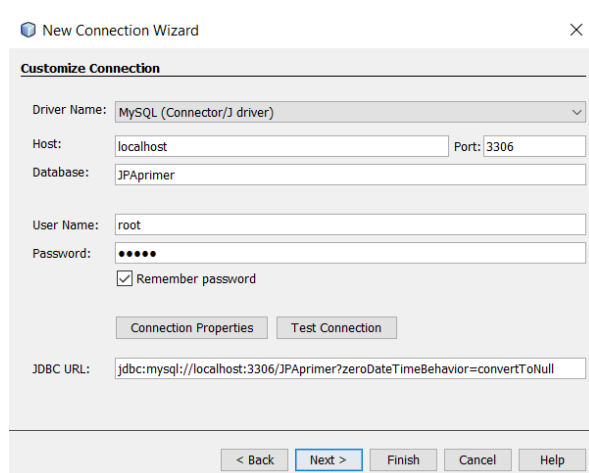 New Connection Wizard
Customize Connection
Driver Name: MySQL (Connector/J driver)
Host: localhost Port: 3306
Database: JPAprimer
User Name: root
Password: •••••
Remember password
Connection Properties Test Connection
JDBC URL: jdbc:mysql://localhost:3306/JPAprimer?zeroDateTimeBehavior=convertToNull
< Back Next > Finish Cancel Help